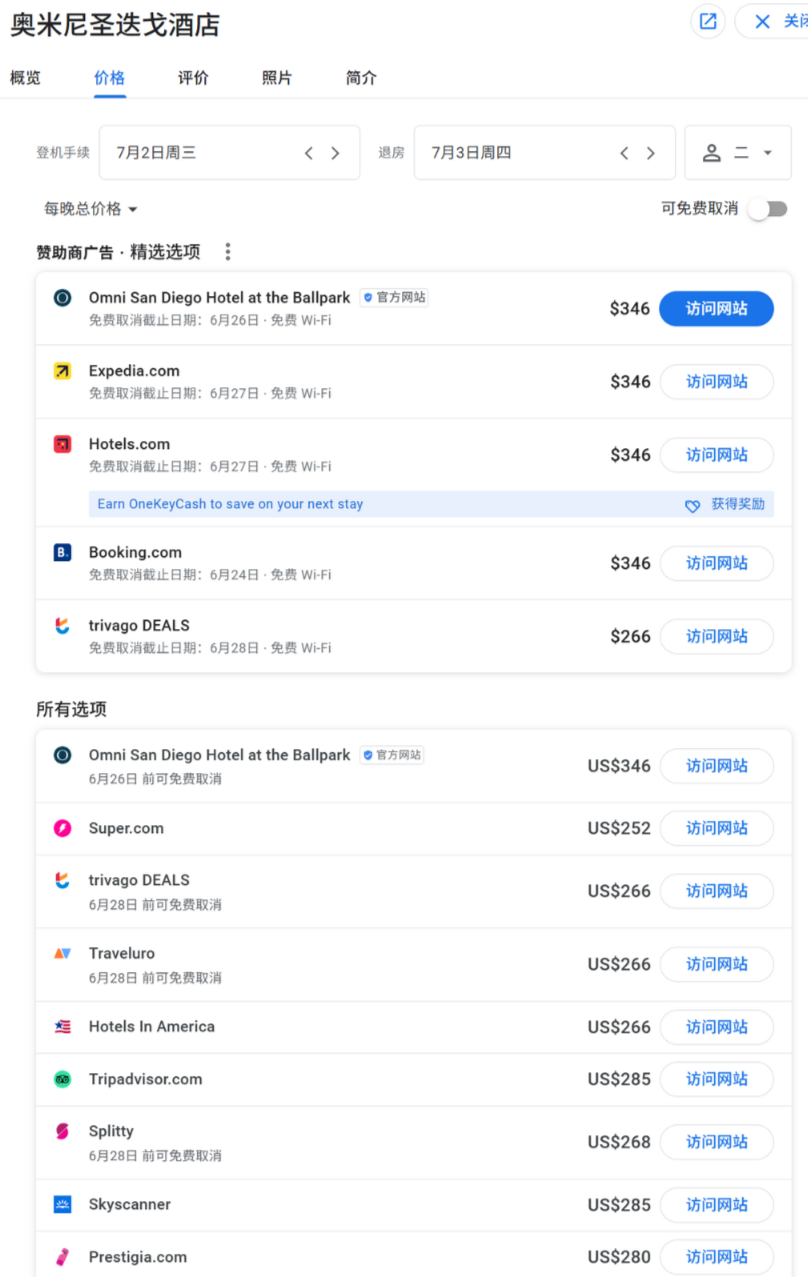 奥米尼圣迭戈酒店
关闭
概览 价格 评价 照片 简介
登机手续 7月2日周三 退房 7月3日周四 二
每晚总价格 可免费取消
赞助商广告 · 精选选项
Omni San Diego Hotel at the Ballpark 官方网站
$346 访问网站
免费取消截止日期：6月26日 · 免费 Wi-Fi
Expedia.com
$346 访问网站
免费取消截止日期：6月27日 · 免费 Wi-Fi
Hotels.com
$346 访问网站
免费取消截止日期：6月27日 · 免费 Wi-Fi
Earn OneKeyCash to save on your next stay 获得奖励
B.
Booking.com
$346 访问网站
免费取消截止日期：6月24日 · 免费 Wi-Fi
trivago DEALS
$266 访问网站
免费取消截止日期：6月28日 · 免费 Wi-Fi
所有选项
Omni San Diego Hotel at the Ballpark 官方网站
US$346 访问网站
6月26日 前可免费取消
Super.com US$252 访问网站
trivago DEALS
US$266 访问网站
6月28日 前可免费取消
Traveluro
US$266 访问网站
6月28日 前可免费取消
Hotels In America US$266 访问网站
Tripadvisor.com US$285 访问网站
Splitty
US$268 访问网站
6月28日 前可免费取消
Skyscanner US$285 访问网站
Prestigia.com US$280 访问网站